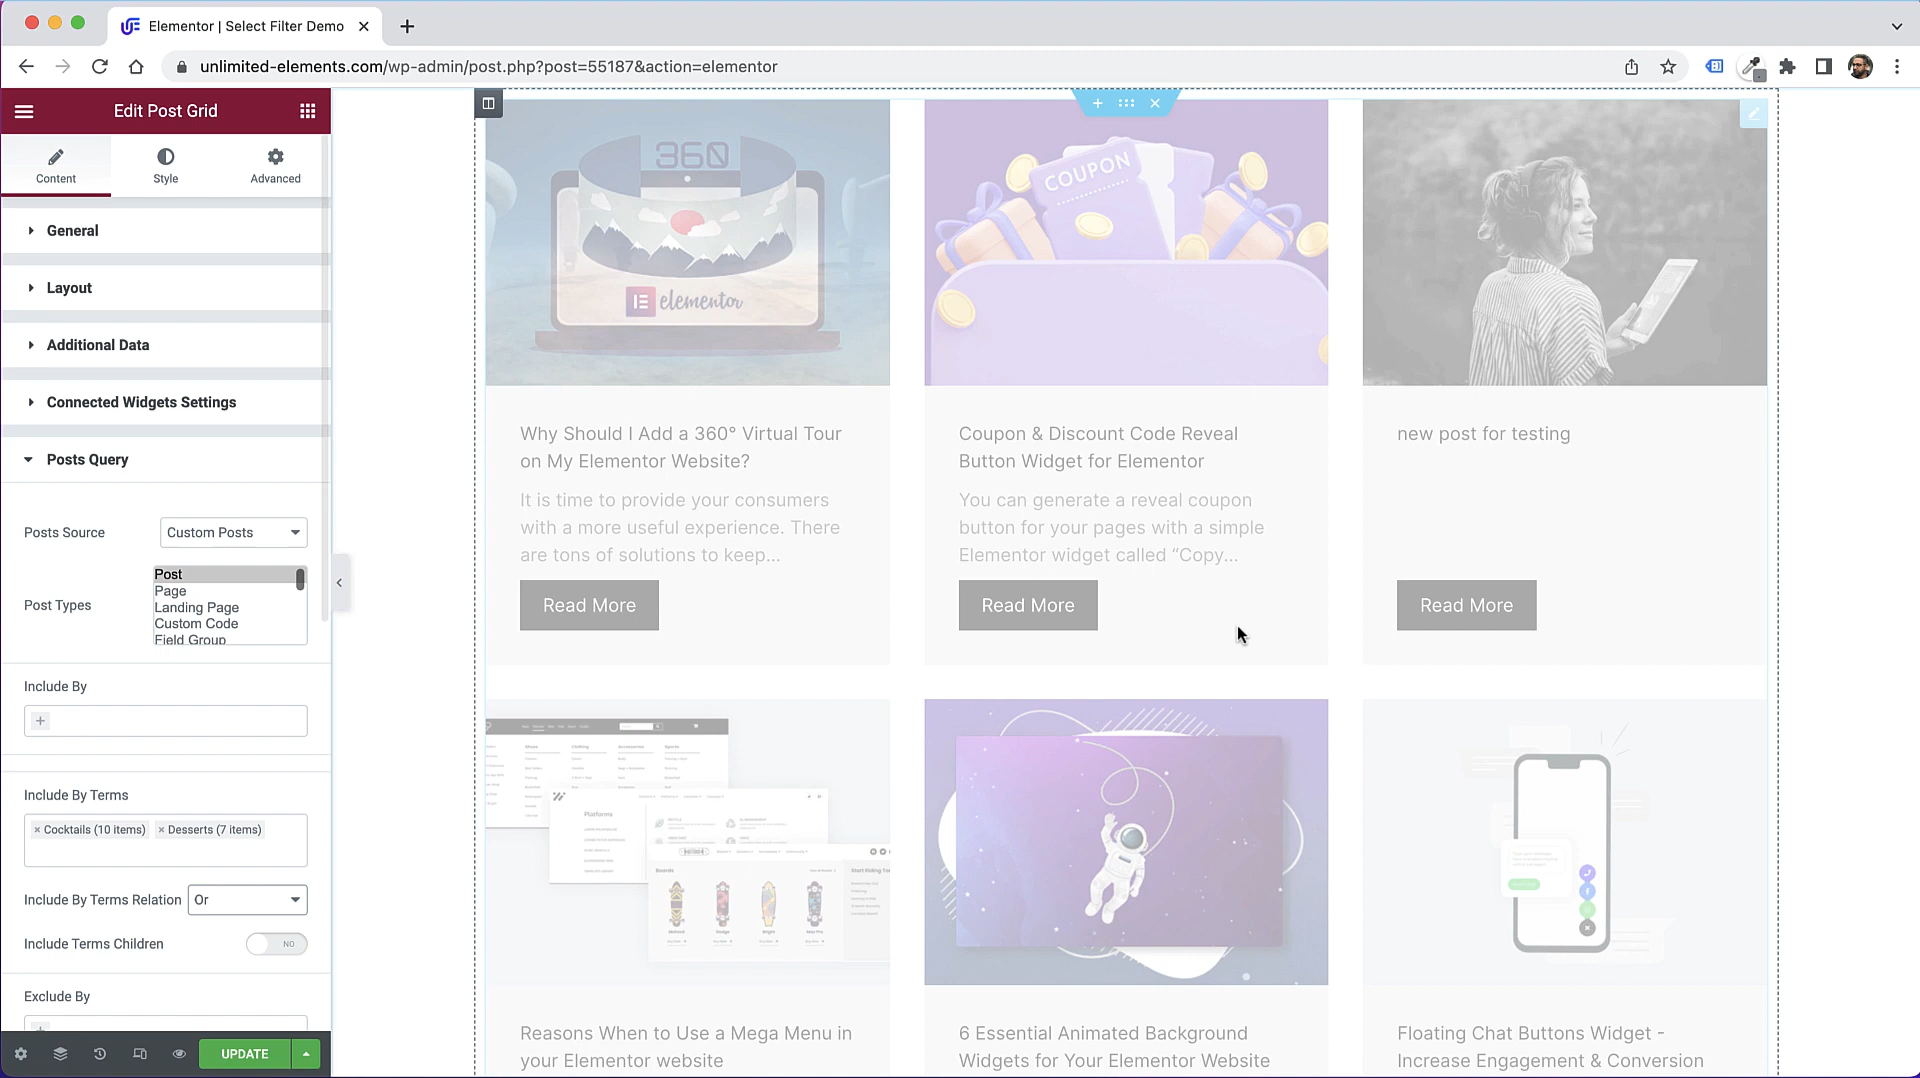 Elementor | Select Filter Demo
unlimited-elements.com/wp-admin/post.php?post=55187&action=elementor
Edit Post Grid
Content
Style
Advanced
General
Layout
Additional Data
Connected Widgets Settings
Posts Query
Posts Source
Custom Posts
Post Types
Post
Page
Landing Page
Custom Code
Field Group
Include By
Include By Terms
× Cocktails (10 items) × Desserts (7 items)
Include By Terms Relation
Or
Include Terms Children
NO
Exclude By
UPDATE
360
elementor
COUPON
Why Should I Add a 360° Virtual Tour
on My Elementor Website?
It is time to provide your consumers
with a more useful experience. There
are tons of solutions to keep...
Read More
Coupon & Discount Code Reveal
Button Widget for Elementor
You can generate a reveal coupon
button for your pages with a simple
Elementor widget called “Copy...
Read More
new post for testing
Read More
Platforms
Boards
Reasons When to Use a Mega Menu in
your Elementor website
6 Essential Animated Background
Widgets for Your Elementor Website
Floating Chat Buttons Widget -
Increase Engagement & Conversion